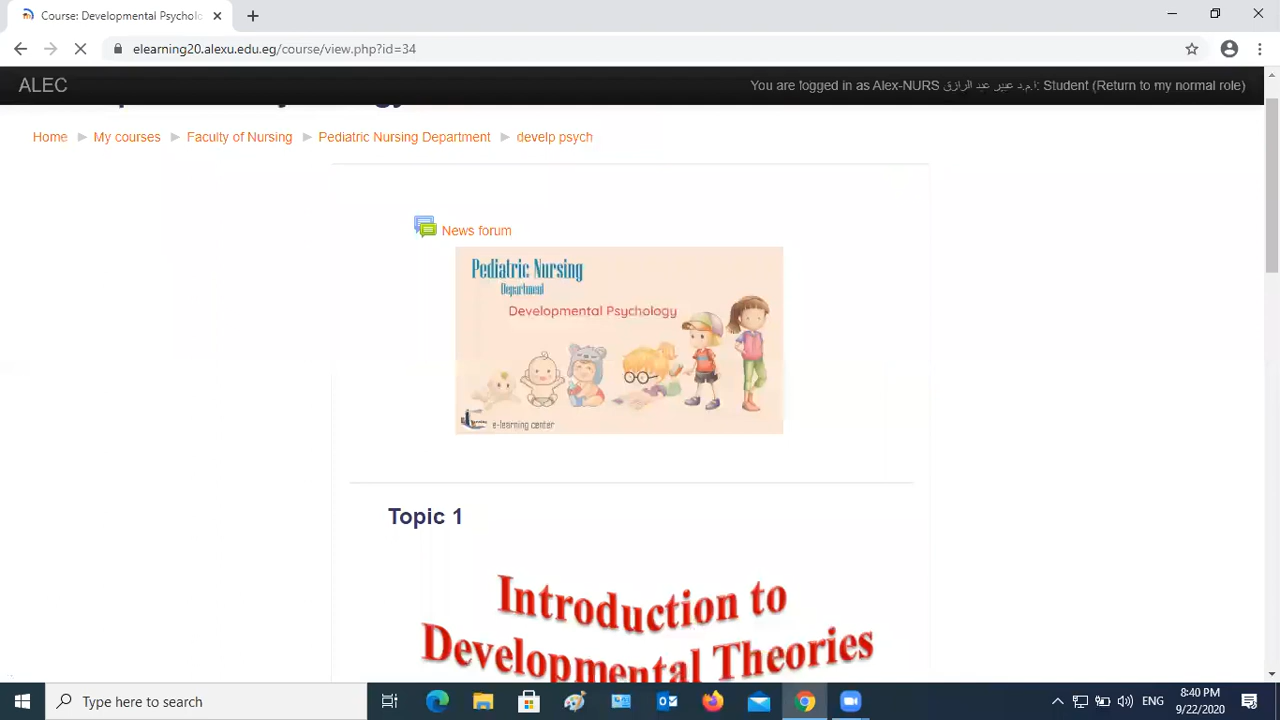 Course: Developmental Psycholo
elearning20.alexu.edu.eg/course/view.php?id=34
ALEC
You are logged in as Alex-NURS ا.م.د عبير عبد الرازق: Student (Return to my normal role)
Home ► My courses ► Faculty of Nursing ► Pediatric Nursing Department ► develp psych
News forum
Pediatric Nursing
Department
Developmental Psychology
e-learning center
Topic 1
Introduction to
Developmental Theories
Type here to search
ENG
8:40 PM
9/22/2020